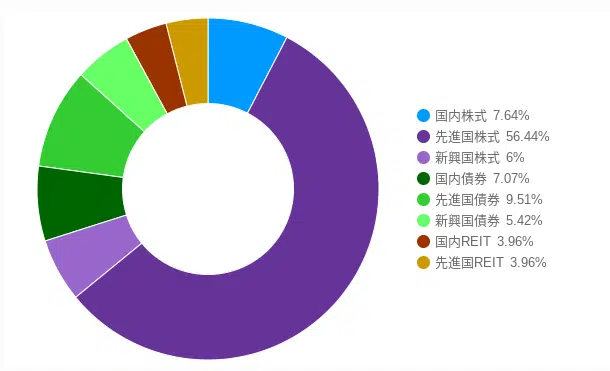 国内株式 7.64%
先進国株式 56.44%
新興国株式 6%
国内債券 7.07%
先進国債券 9.51%
新興国債券 5.42%
国内REIT 3.96%
先進国REIT 3.96%